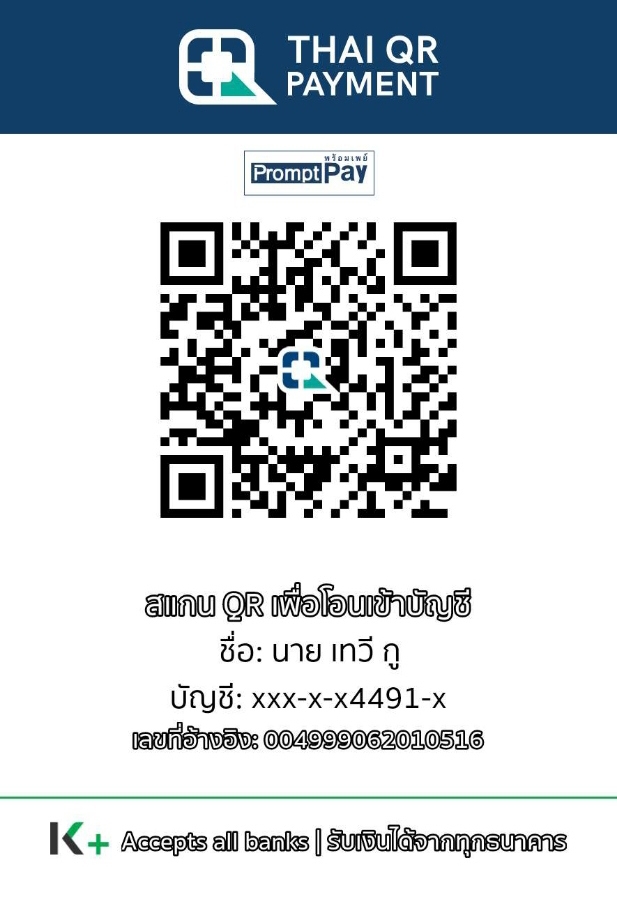 THAI QR
PAYMENT
พร้อมเพย์
PromptPay
สแกน QR เพื่อโอนเข้าบัญชี
ชื่อ: นาย เทวี กู
บัญชี: xxx-x-x4491-x
เลขที่อ้างอิง: 004999062010516
K+ Accepts all banks | รับเงินได้จากทุกธนาคาร